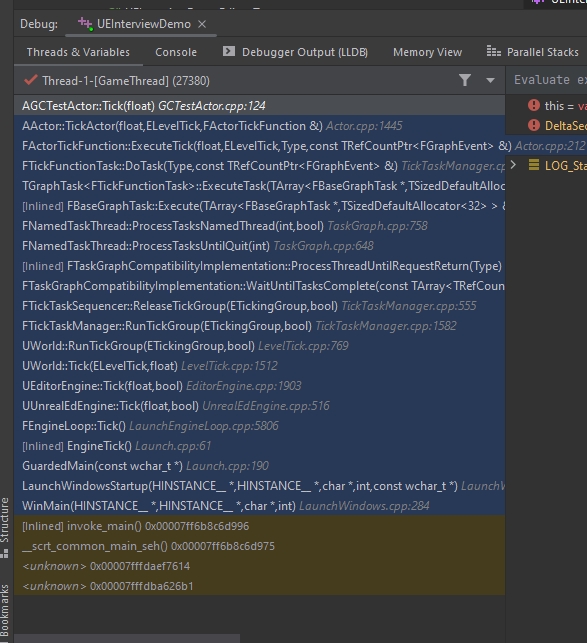 Debug: UEInterviewDemo ×
Threads & Variables Console Debugger Output (LLDB) Memory View Parallel Stacks
Thread-1-[GameThread] (27380) Evaluate ex
AGCTestActor::Tick(float) GCTestActor.cpp:124 this = va
AActor::TickActor(float,ELevelTick,FActorTickFunction &) Actor.cpp:1445 DeltaSec
FActorTickFunction::ExecuteTick(float,ELevelTick,Type,const TRefCountPtr<FGraphEvent> &) Actor.cpp:212
FTickFunctionTask::DoTask(Type,const TRefCountPtr<FGraphEvent> &) TickTaskManager.c LOG_Sta
TGraphTask<FTickFunctionTask>::ExecuteTask(TArray<FBaseGraphTask *,TSizedDefaultAlloc
[Inlined] FBaseGraphTask::Execute(TArray<FBaseGraphTask *,TSizedDefaultAllocator<32> > &
FNamedTaskThread::ProcessTasksNamedThread(int,bool) TaskGraph.cpp:758
FNamedTaskThread::ProcessTasksUntilQuit(int) TaskGraph.cpp:648
[Inlined] FTaskGraphCompatibilityImplementation::ProcessThreadUntilRequestReturn(Type)
FTaskGraphCompatibilityImplementation::WaitUntilTasksComplete(const TArray<TRefCoun
FTickTaskSequencer::ReleaseTickGroup(ETickingGroup,bool) TickTaskManager.cpp:555
FTickTaskManager::RunTickGroup(ETickingGroup,bool) TickTaskManager.cpp:1582
UWorld::RunTickGroup(ETickingGroup,bool) LevelTick.cpp:769
UWorld::Tick(ELevelTick,float) LevelTick.cpp:1512
UEditorEngine::Tick(float,bool) EditorEngine.cpp:1903
UUnrealEdEngine::Tick(float,bool) UnrealEdEngine.cpp:516
FEngineLoop::Tick() LaunchEngineLoop.cpp:5806
[Inlined] EngineTick() Launch.cpp:61
GuardedMain(const wchar_t *) Launch.cpp:190
LaunchWindowsStartup(HINSTANCE__ *,HINSTANCE__ *,char *,int,const wchar_t *) LaunchW
WinMain(HINSTANCE__ *,HINSTANCE__ *,char *,int) LaunchWindows.cpp:284
[Inlined] invoke_main() 0x00007ff6b8c6d996
__scrt_common_main_seh() 0x00007ff6b8c6d975
<unknown> 0x00007fffdaef7614
<unknown> 0x00007fffdba626b1
Structure
Bookmarks